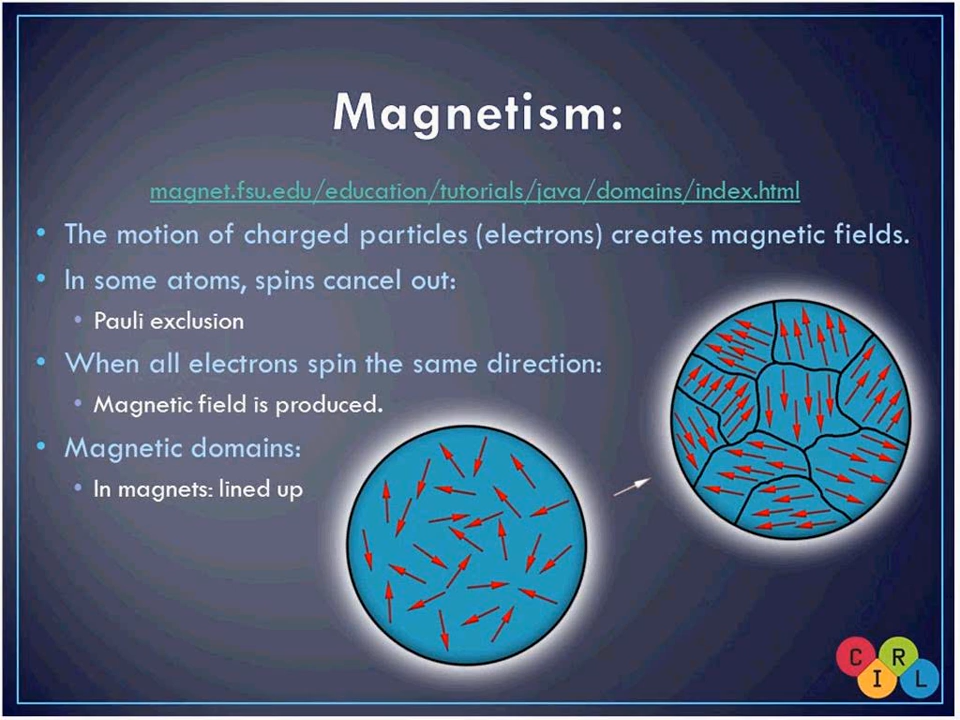 Magnetism:
magnet.fsu.edu/education/tutorials/java/domains/index.html
• The motion of charged particles (electrons) creates magnetic fields.
• In some atoms, spins cancel out:
• Pauli exclusion
• When all electrons spin the same direction:
• Magnetic field is produced.
• Magnetic domains:
• In magnets: lined up
C R
I L